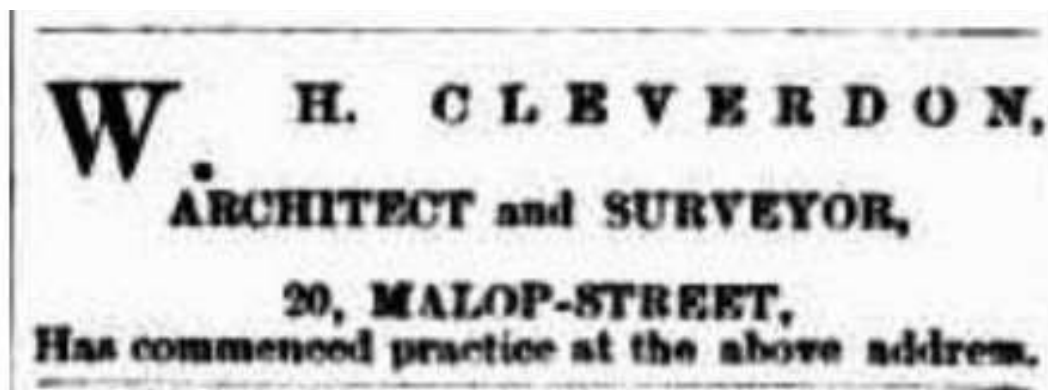 W. H. CLEVERDON,
ARCHITECT and SURVEYOR,
20, MALOP-STREET,
Has commenced practice at the above address.